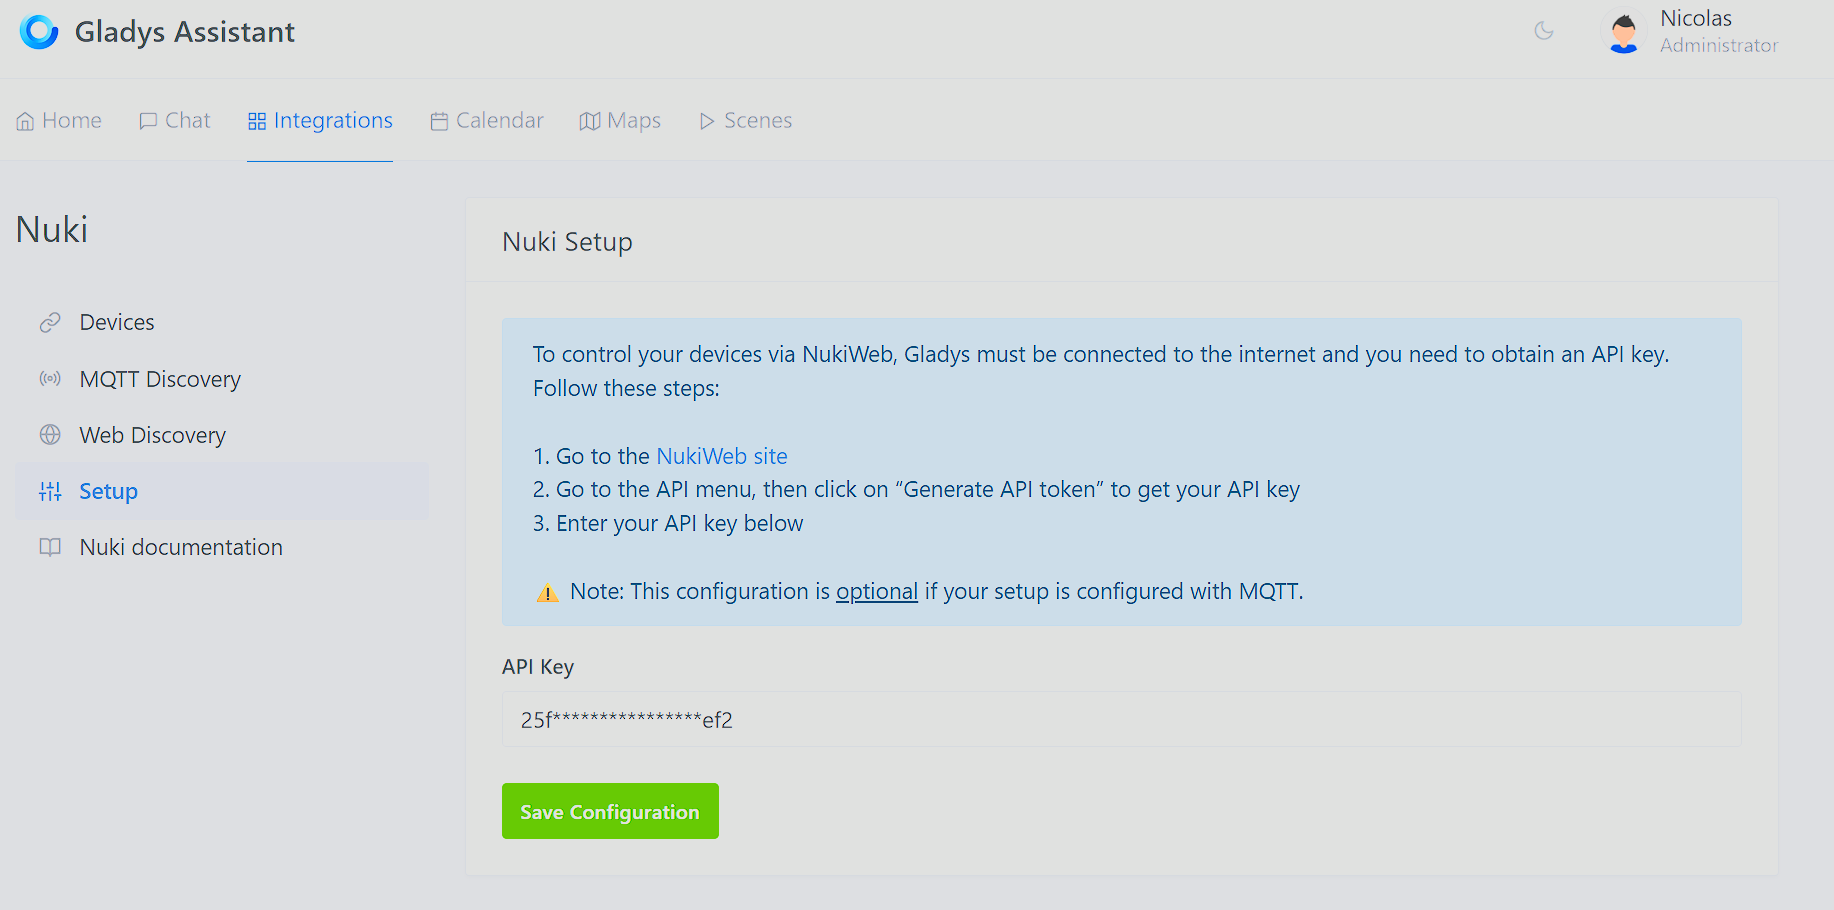 Gladys Assistant
Nicolas
Administrator
Home
Chat
Integrations
Calendar
Maps
Scenes
Nuki
Devices
MQTT Discovery
Web Discovery
Setup
Nuki documentation
Nuki Setup
To control your devices via NukiWeb, Gladys must be connected to the internet and you need to obtain an API key.
Follow these steps:
1. Go to the NukiWeb site
2. Go to the API menu, then click on “Generate API token” to get your API key
3. Enter your API key below
⚠️ Note: This configuration is optional if your setup is configured with MQTT.
API Key
25f****************ef2
Save Configuration